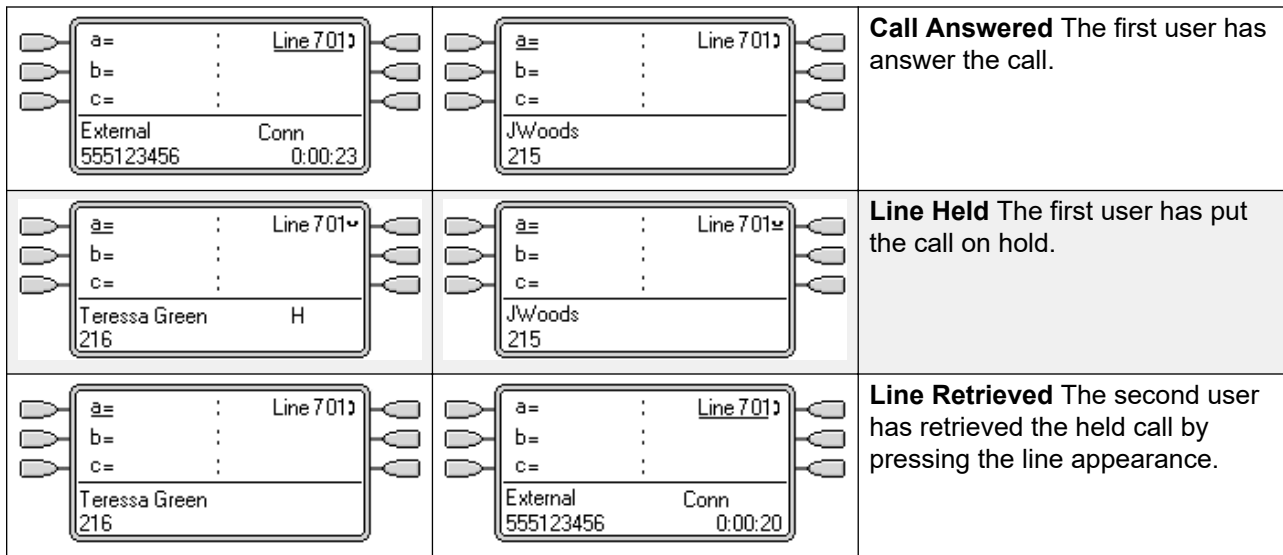 a= : Line 701
b= :
c= :
External Conn
555123456 0:00:23
a= : Line 701
b= :
c= :
JWoods
215
Call Answered The first user has
answer the call.
a= : Line 701
b= :
c= :
Teressa Green H
216
a= : Line 701
b= :
c= :
JWoods
215
Line Held The first user has put
the call on hold.
a= : Line 701
b= :
c= :
Teressa Green
216
a= : Line 701
b= :
c= :
External Conn
555123456 0:00:20
Line Retrieved The second user
has retrieved the held call by
pressing the line appearance.